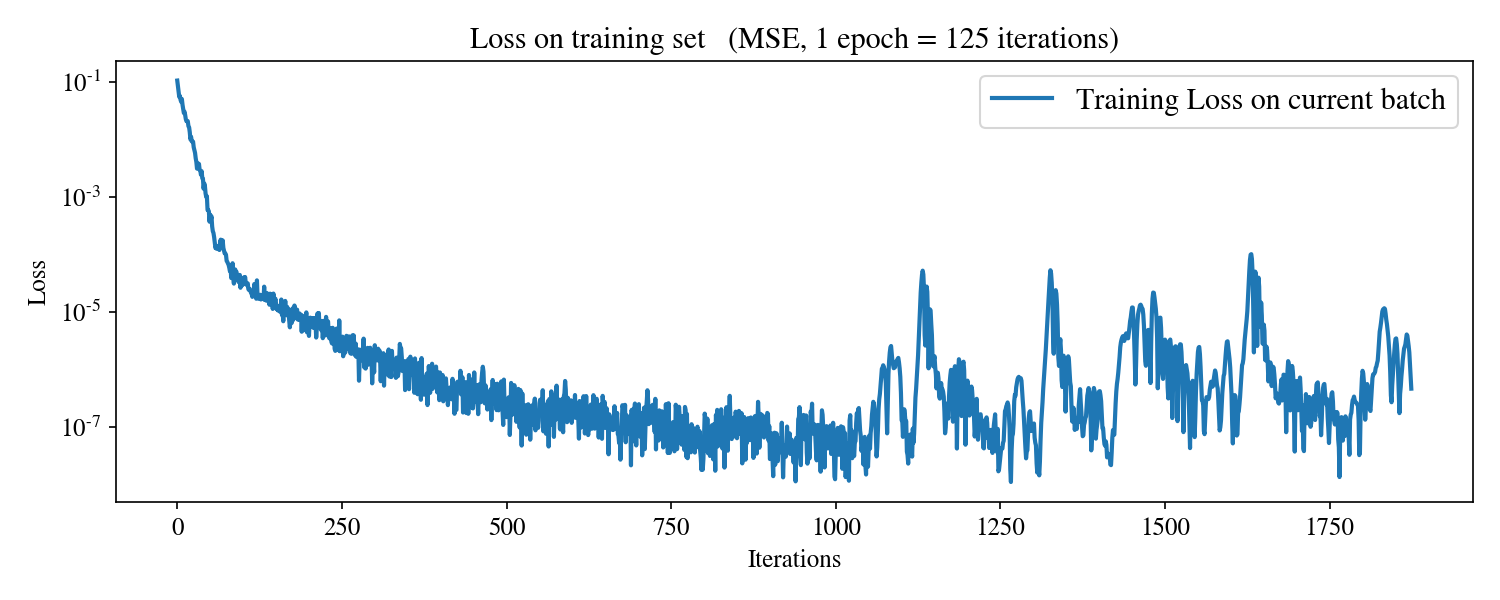 Loss on training set (MSE, 1 epoch = 125 iterations)
Training Loss on current batch
Loss
10-1
10-3
10-5
10-7
0 250 500 750 1000 1250 1500 1750
Iterations